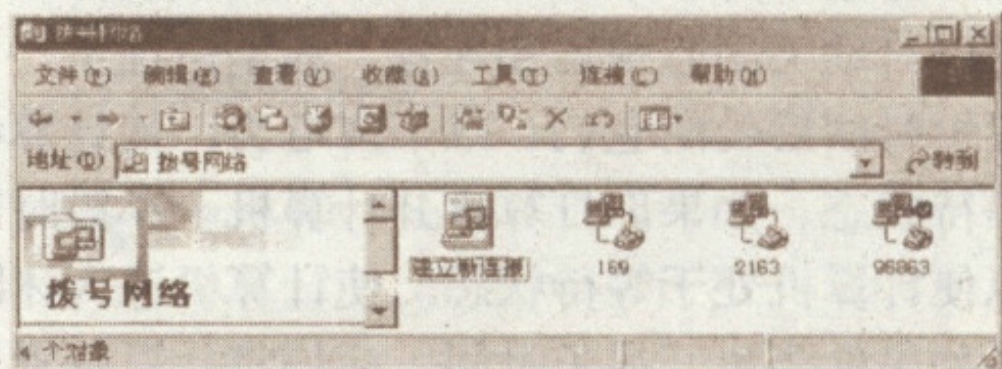 拨号网络
文件(F) 编辑(E) 查看(V) 收藏(A) 工具(T) 连接(C) 帮助(H)
地址(D) 拨号网络 转到
拨号网络
建立新连接 169 2163 96863
4 个对象